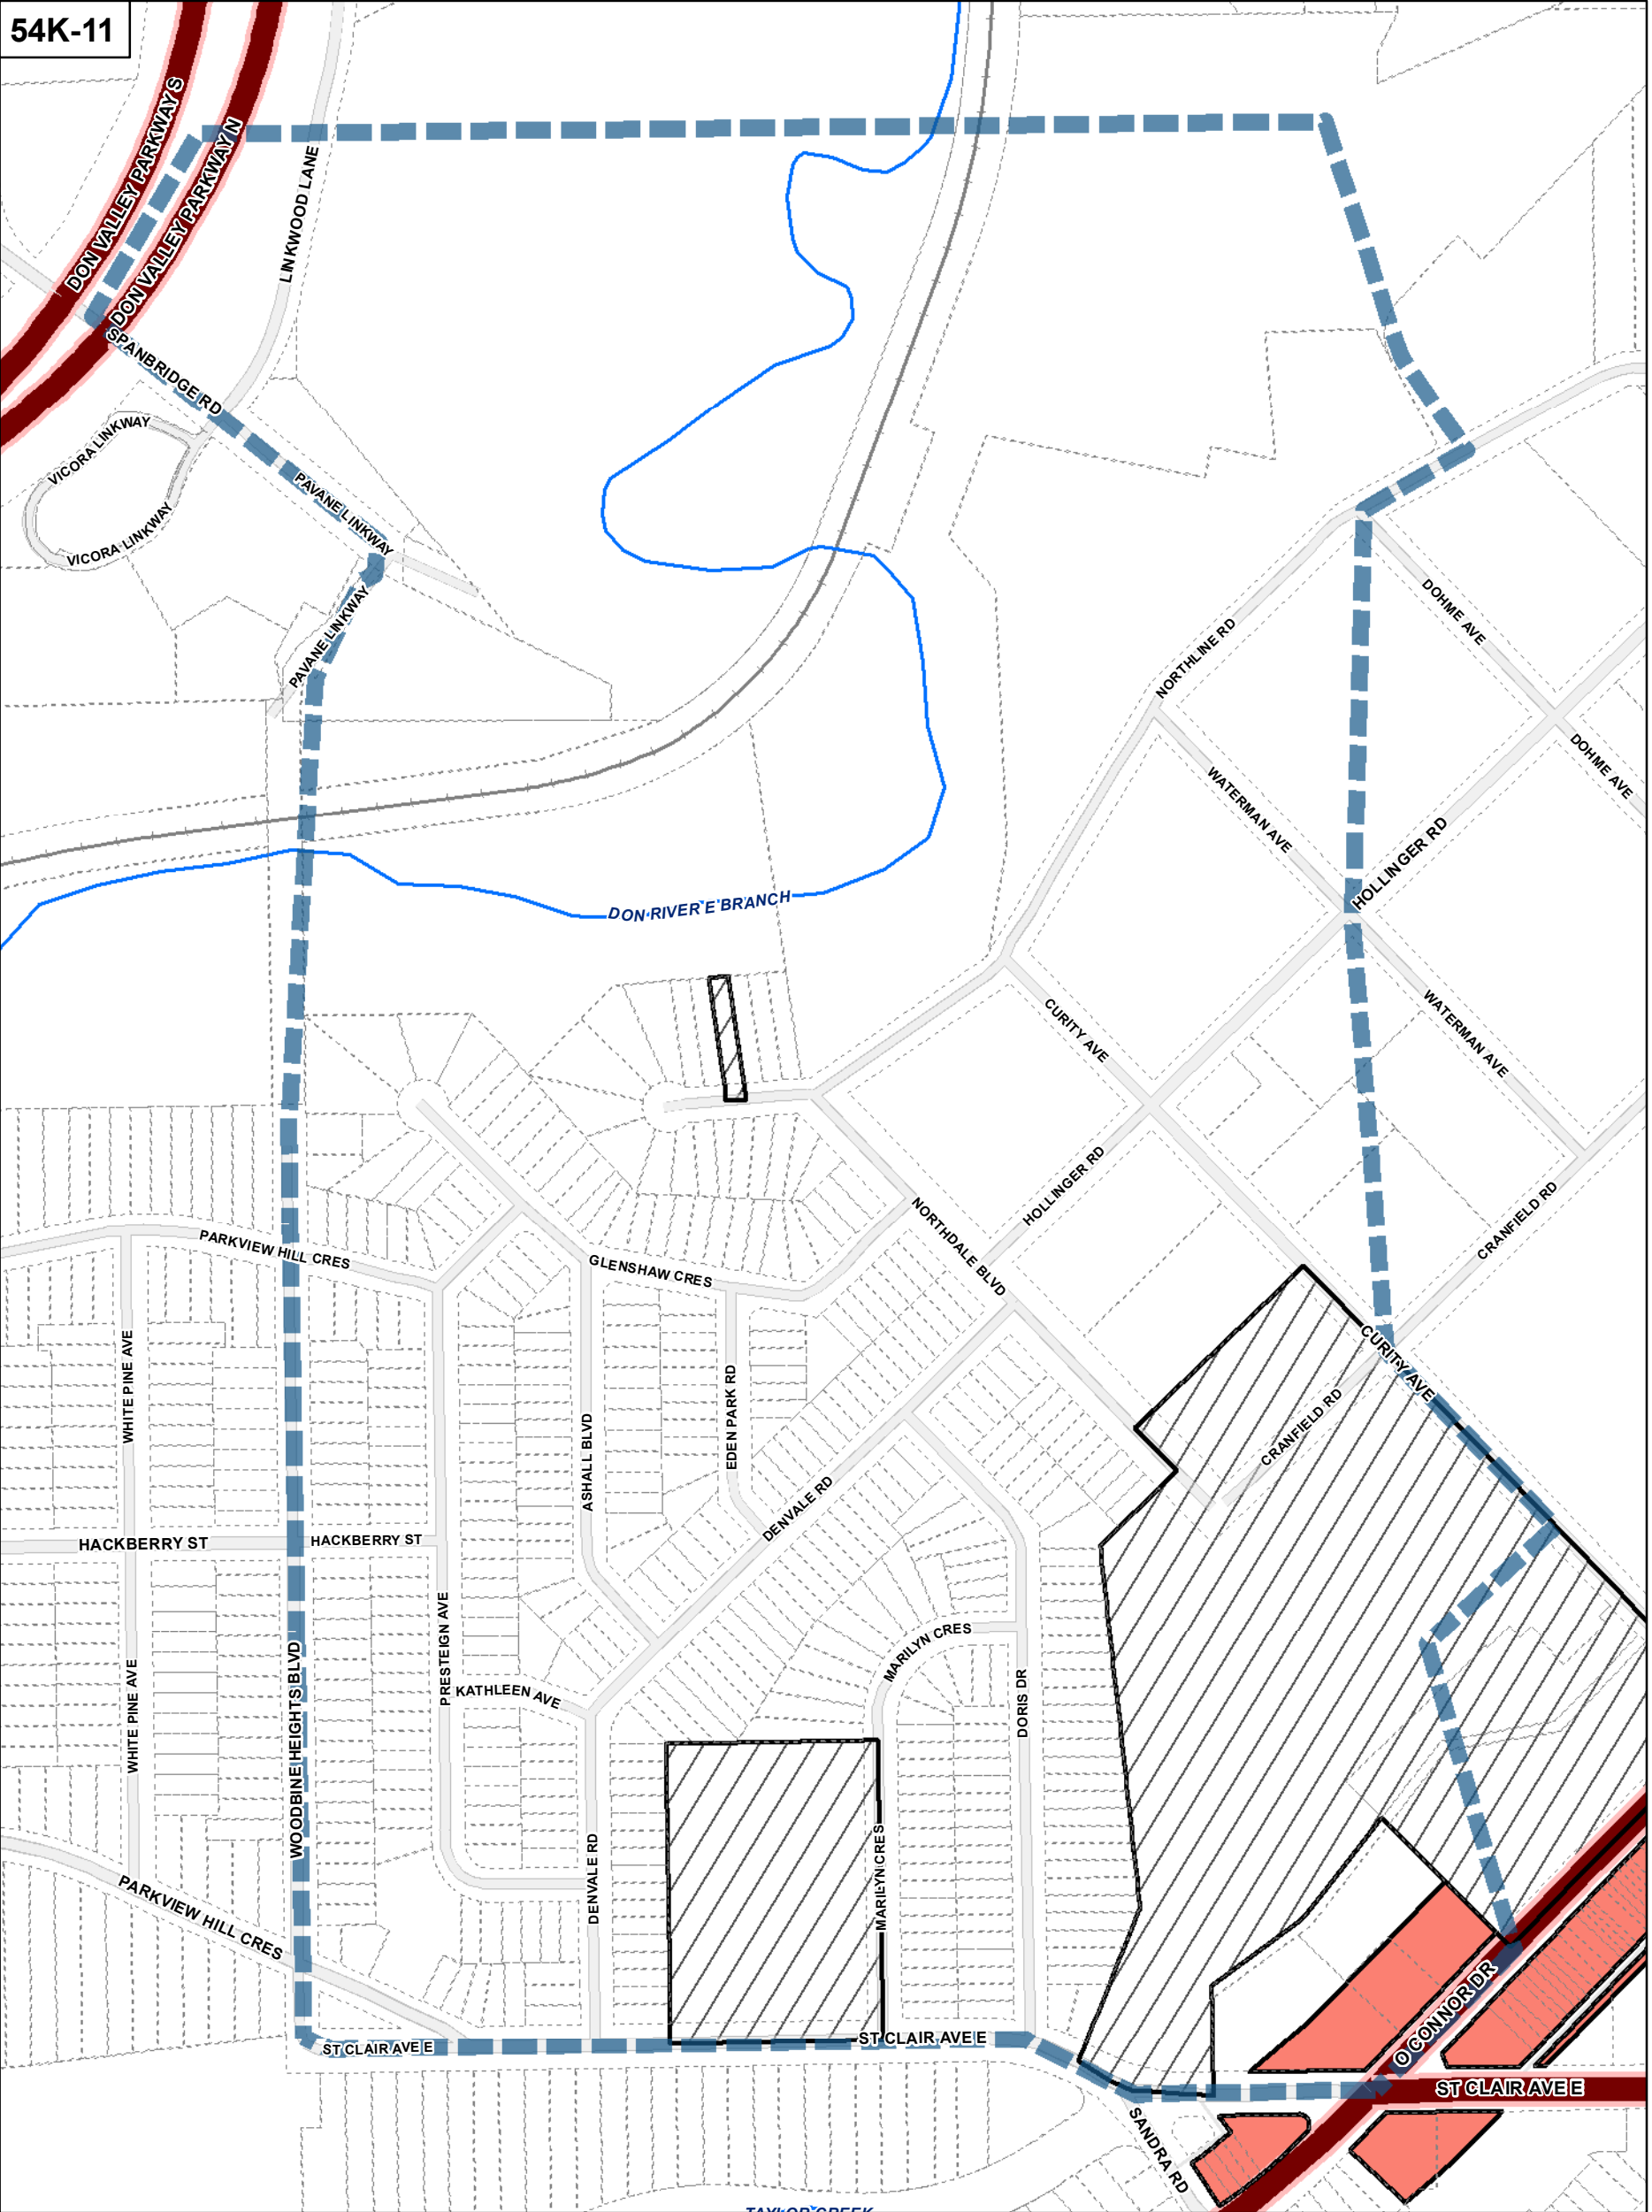 54K-11
DON VALLEY PARKWAY S
DON VALLEY PARKWAY N
LINKWOOD LANE
SPANBRIDGE RD
VICORA LINKWAY
PAVANE LINKWAY
VICORA LINKWAY
PAVANE LINKWAY
DOHME AVE
NORTHLINE RD
DOHME AVE
WATERMAN AVE
HOLLINGER RD
DON RIVER E BRANCH
CURITY AVE
WATERMAN AVE
HOLLINGER RD
CRANFIELD RD
PARKVIEW HILL CRES
GLENSHAW CRES
NORTHDALE BLVD
CURITY AVE
WHITE PINE AVE
EDEN PARK RD
CRANFIELD RD
ASHALL BLVD
DENVALE RD
HACKBERRY ST
HACKBERRY ST
PRESTEIGN AVE
MARILYN CRES
WOODBINE HEIGHTS BLVD
KATHLEEN AVE
WHITE PINE AVE
DORIS DR
DENVALE RD
MARILYN CRES
PARKVIEW HILL CRES
O CONNOR DR
ST CLAIR AVE E
ST CLAIR AVE E
ST CLAIR AVE E
SANDRA RD
TAYLOR CREEK